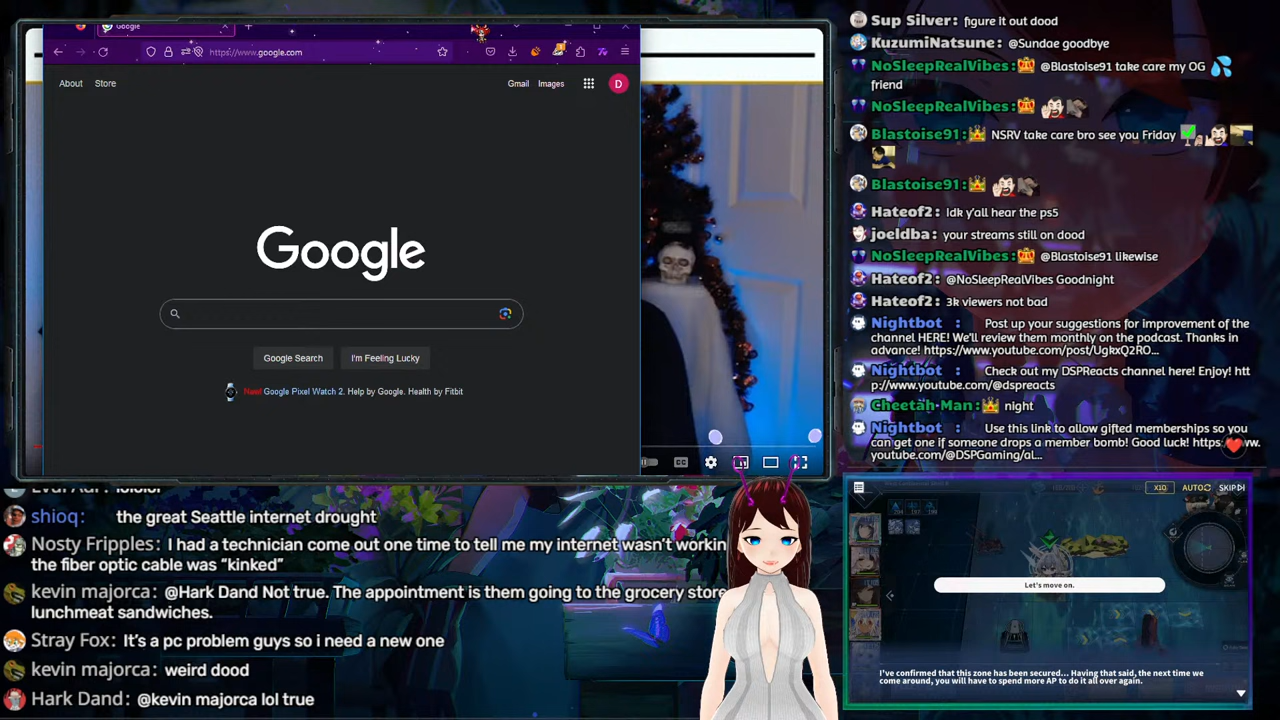 Google
https://www.google.com
About Store
Gmail Images
D
Google
Google Search I'm Feeling Lucky
New! Google Pixel Watch 2. Help by Google. Health by Fitbit
CC
Sup Silver: figure it out dood
KuzumiNatsune: @Sundae goodbye
NoSleepRealVibes: @Blastoise91 take care my OG
friend
NoSleepRealVibes:
Blastoise91: NSRV take care bro see you Friday
Blastoise91:
Hateof2: Idk y'all hear the ps5
joeldba: your streams still on dood
NoSleepRealVibes: @Blastoise91 likewise
Hateof2: @NoSleepRealVibes Goodnight
Hateof2: 3k viewers not bad
Nightbot : Post up your suggestions for improvement of the
channel HERE! We'll review them monthly on the podcast. Thanks in
advance! https://www.youtube.com/post/UgkxQ2RO...
Nightbot : Check out my DSPReacts channel here! Enjoy! htt
p://www.youtube.com/@dspreacts
Cheetah-Man: night
Nightbot : Use this link to allow gifted memberships so you
can get one if someone drops a member bomb! Good luck! https://www.
youtube.com/@DSPGaming/al...
shioq: the great Seattle internet drought
Nosty Fripples: I had a technician come out one time to tell me my internet wasn't workin
the fiber optic cable was "kinked"
kevin majorca: @Hark Dand Not true. The appointment is them going to the grocery store
lunchmeat sandwiches.
Stray Fox: It's a pc problem guys so i need a new one
kevin majorca: weird dood
Hark Dand: @kevin majorca lol true
X10 AUTO SKIP
Let's move on.
I've confirmed that this zone has been secured... Having that said, the next time we
come around, you will have to spend more AP to do it all over again.